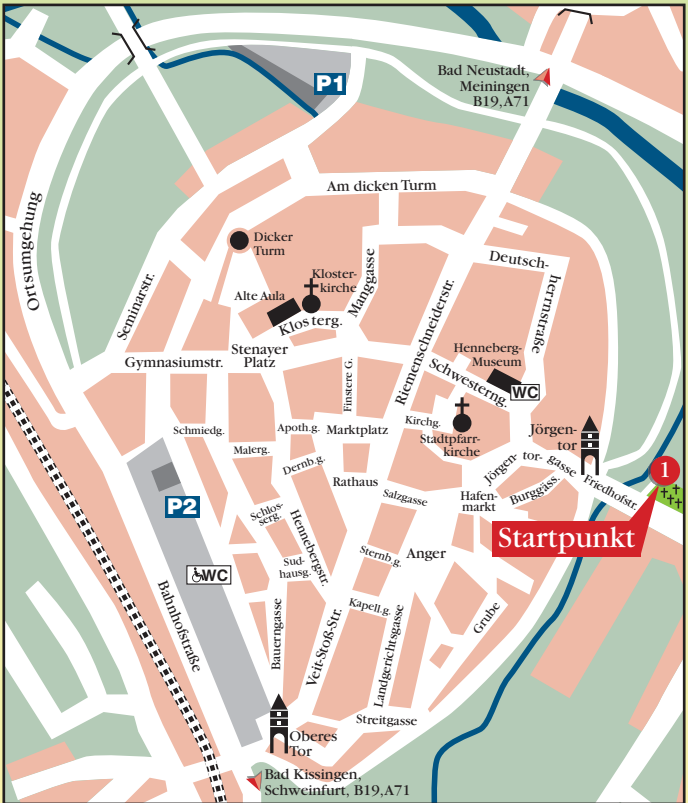 P1
Bad Neustadt,
Meiningen
B19,A71
Am dicken Turm
Ortsumgehung
Dicker
Turm
Deutsch-
herrnstraße
Kloster-
kirche
Manggasse
Alte Aula
Klosterg.
Seminarstr.
Riemenschneiderstr.
Gymnasiumstr.
Stenayer
Platz
Henneberg-
Museum
Finstere G.
Schwesterng.
WC
Schmiedg.
Apoth.g.
Marktplatz
Kirchg.
Stadtpfarr-
kirche
Jörgen-
tor
Malerg.
Dernb.g.
Jörgen-
tor-
gasse
1
Rathaus
Salzgasse
Hafen-
markt
Burggäss.
Friedhofstr.
P2
Schlos-
serg.
Hennebergstr.
Startpunkt
Sternb.g.
Anger
Sud-
hausg.
WC
Bahnhofstraße
Bauerngasse
Veit-Stoß-Str.
Kapell.g.
Landgerichtsgasse
Grube
Streitgasse
Oberes
Tor
Bad Kissingen,
Schweinfurt, B19,A71